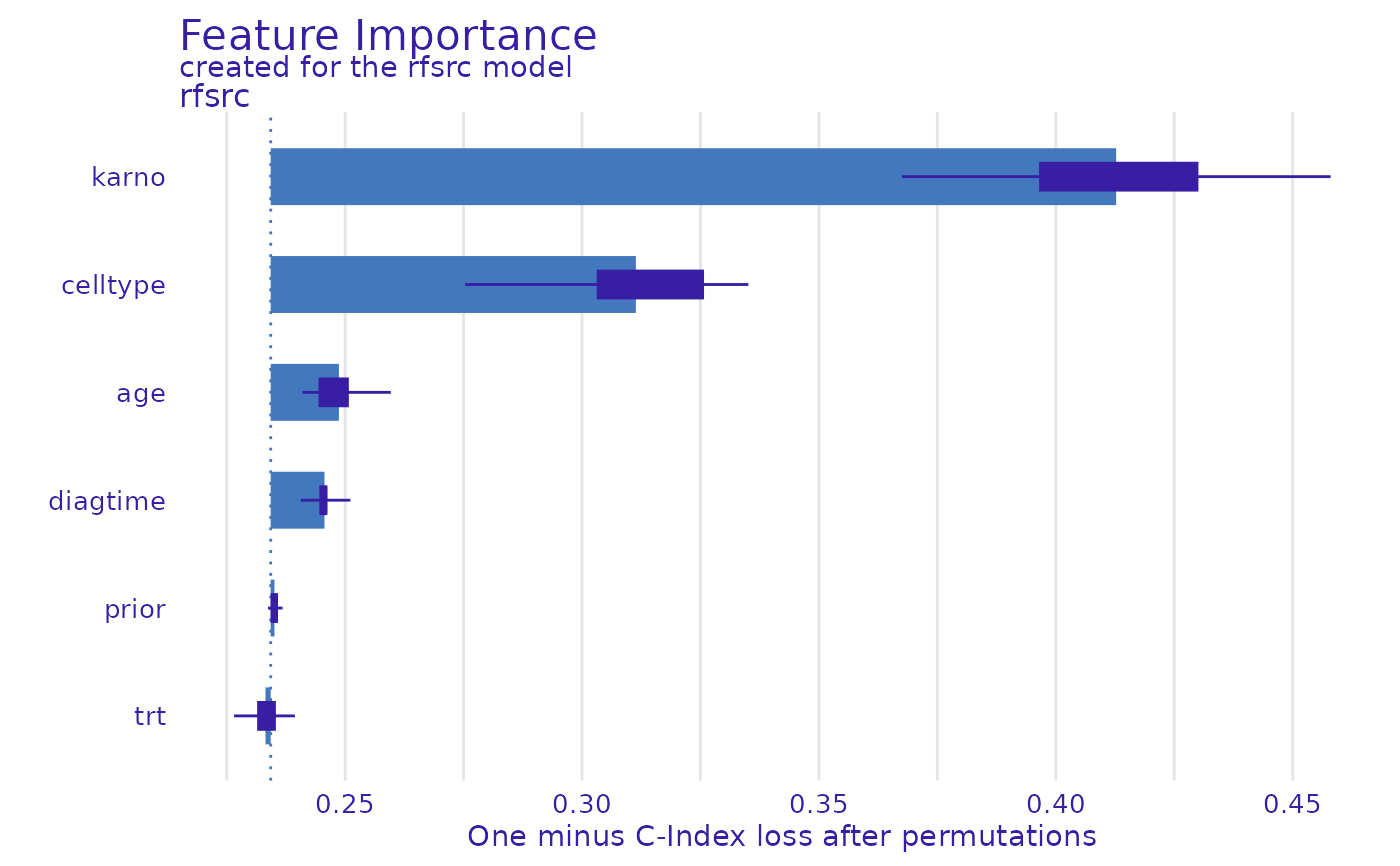 Feature Importance
created for the rfsrc model
rfsrc
karno
celltype
age
diagtime
prior
trt
0.25 0.30 0.35 0.40 0.45
One minus C-Index loss after permutations